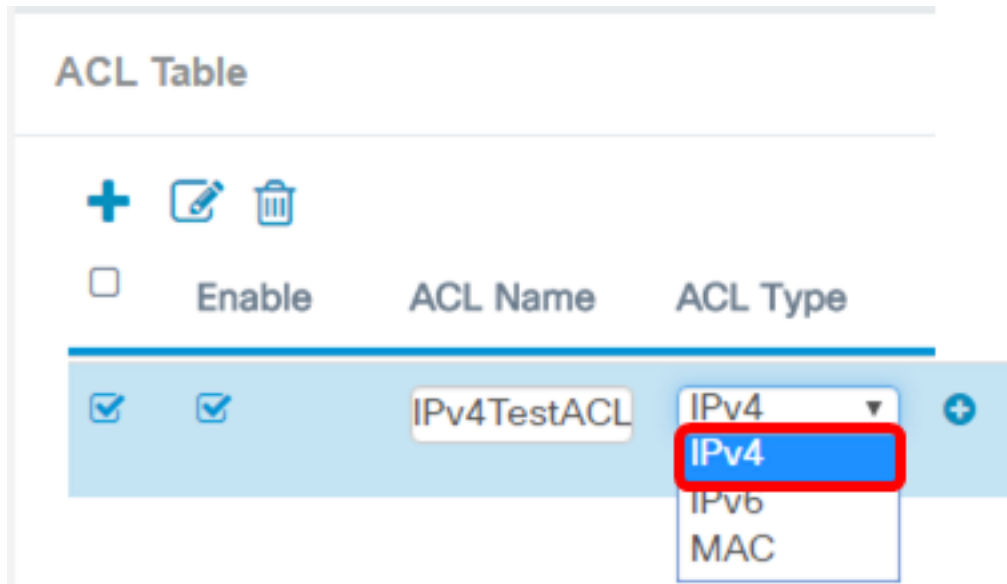 ACL Table
Enable ACL Name ACL Type
IPv4TestACL IPv4
IPv4
IPv6
MAC